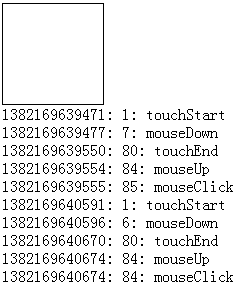 1382169639471: 1: touchStart
1382169639477: 7: mouseDown
1382169639550: 80: touchEnd
1382169639554: 84: mouseUp
1382169639555: 85: mouseClick
1382169640591: 1: touchStart
1382169640596: 6: mouseDown
1382169640670: 80: touchEnd
1382169640674: 84: mouseUp
1382169640674: 84: mouseClick